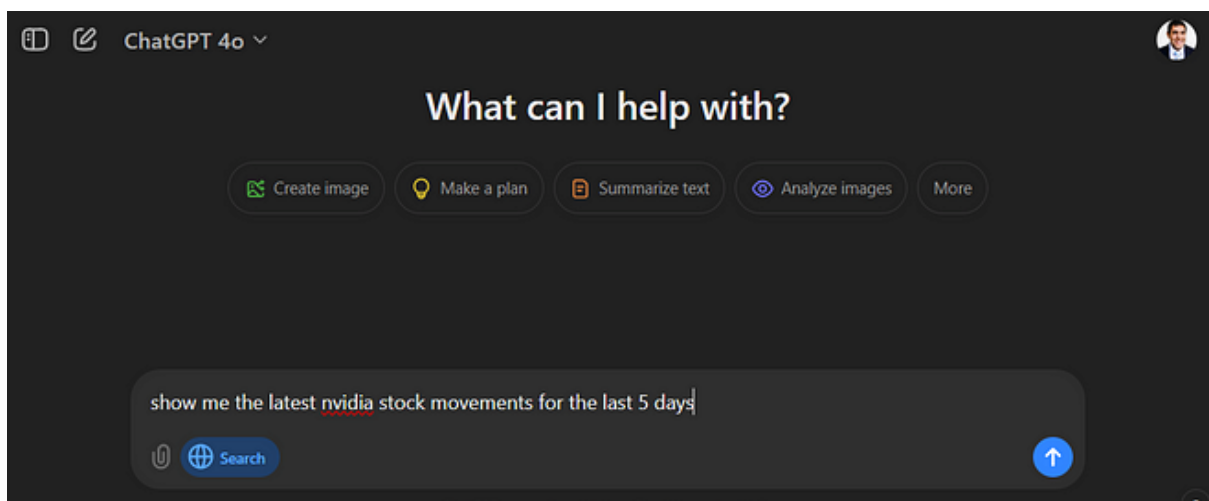 ChatGPT 4o
What can I help with?
Create image Make a plan Summarize text Analyze images More
show me the latest nvidia stock movements for the last 5 days
Search